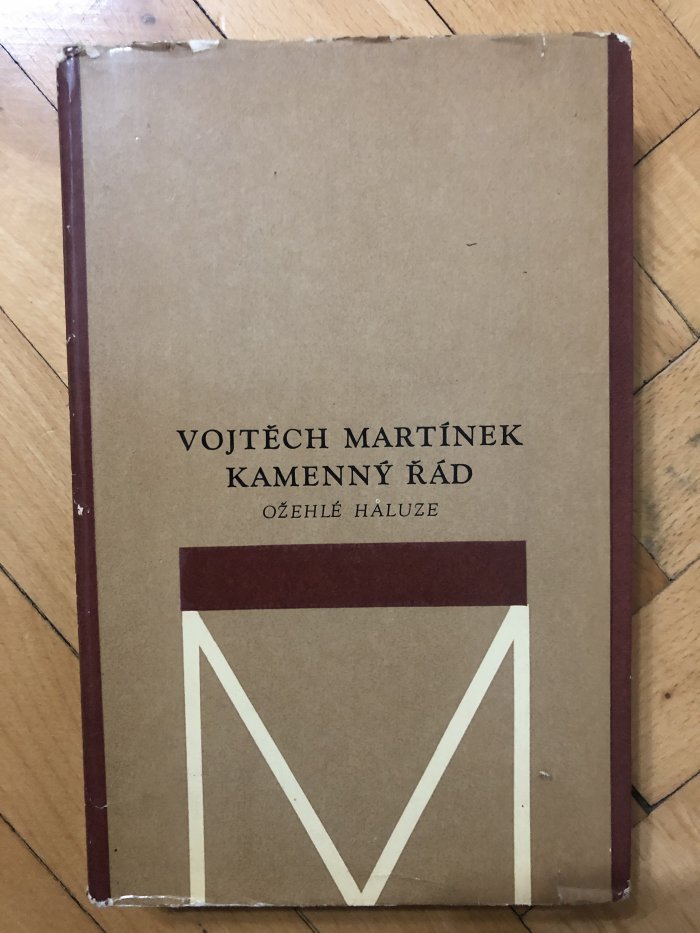 VOJTĚCH MARTÍNEK
KAMENNÝ ŘÁD
OŽEHLÉ HALUZE
M